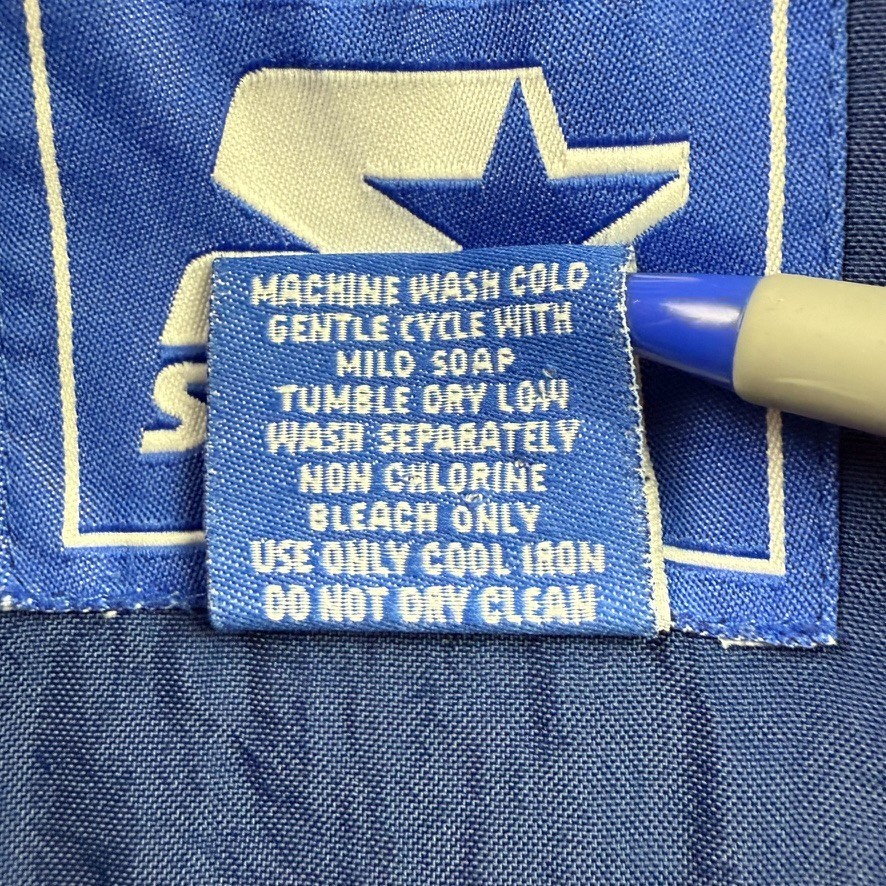 MACHINE WASH COLD
GENTLE CYCLE WITH
MILD SOAP
TUMBLE DRY LOW
WASH SEPARATELY
NON CHLORINE
BLEACH ONLY
USE ONLY COOL IRON
DO NOT DRY CLEAN